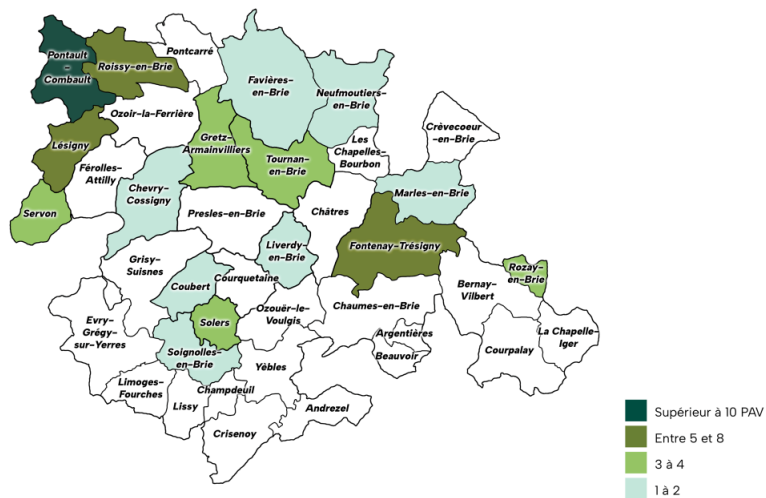 Pontcarré
Pontault
–
Combault
Roissy-en-Brie
Favières-
en-Brie
Neufmoutiers-
en-Brie
Ozoir-la-Ferrière
Crèvecoeur
-en-Brie
Lésigny
Gretz-
Armainvilliers
Les
Chapelles-
Bourbon
Férolles-
Attilly
Tournan-
en-Brie
Chevry-
Cossigny
Marles-en-Brie
Servon
Presles-en-Brie
Châtres
Liverdy-
en-Brie
Fontenay-Trésigny
Grisy-
Suisnes
Rozay-
en-Brie
Coubert
Courquetaine
Bernay-
Vilbert
Evry-
Grégy-
sur-Yerres
Solers
Ozouër-le-
Voulgis
Chaumes-en-Brie
Argentières
La Chapelle-
Iger
Soignolles-
en-Brie
Beauvoir
Courpalay
Yèbles
Limoges-
Fourches
Champdeuil
Lissy
Andrezel
Crisenoy
Supérieur à 10 PAV
Entre 5 et 8
3 à 4
1 à 2